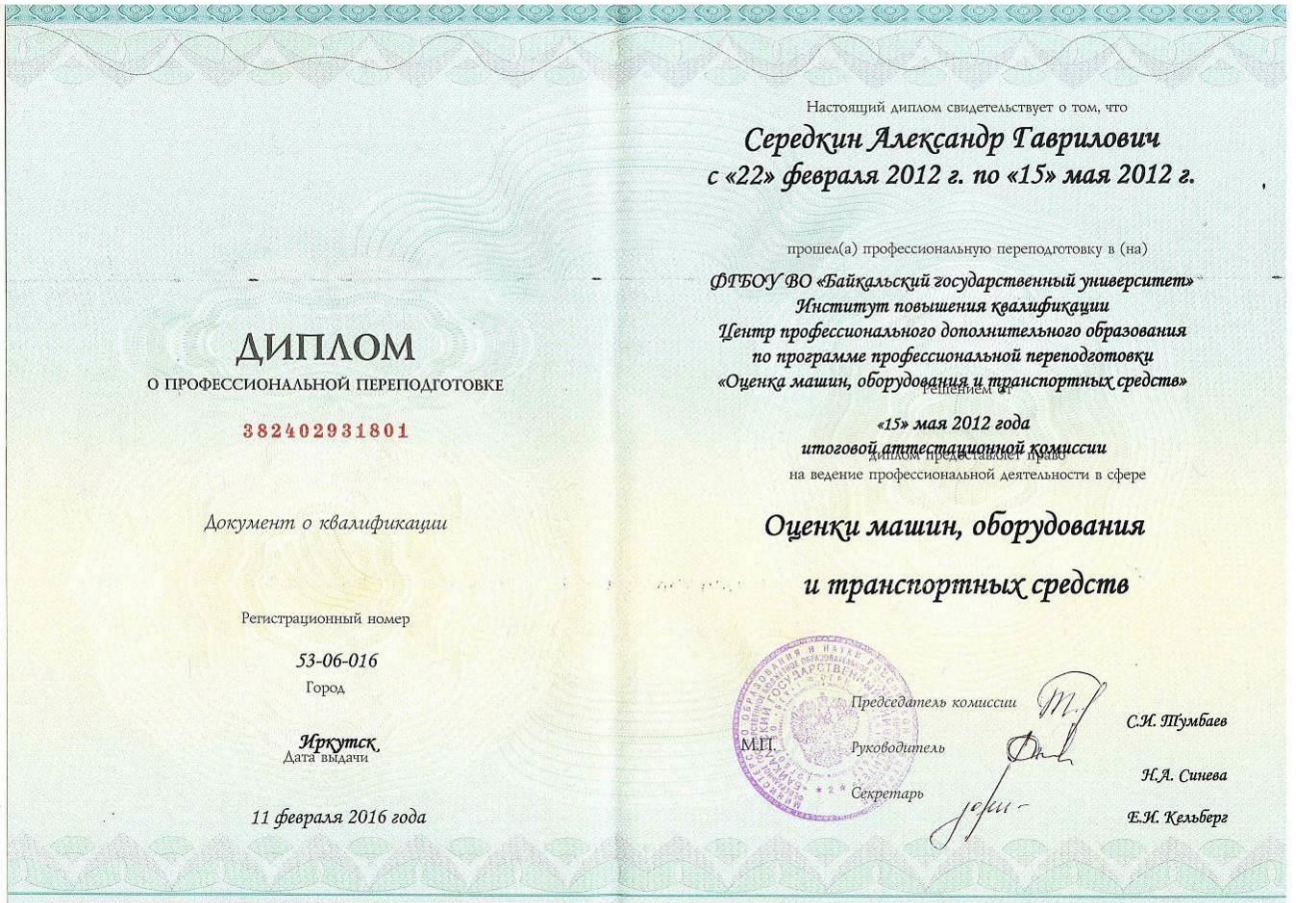 ДИПЛОМ
О ПРОФЕССИОНАЛЬНОЙ ПЕРЕПОДГОТОВКЕ
382402931801
Документ о квалификации
Регистрационный номер
53-06-016
Город
Иркутск
Дата выдачи
11 февраля 2016 года
Настоящий диплом свидетельствует о том, что
Середкин Александр Гаврилович
с «22» февраля 2012 г. по «15» мая 2012 г.
прошел(а) профессиональную переподготовку в (на)
ФГБОУ ВО «Байкальский государственный университет»
Институт повышения квалификации
Центр профессионального дополнительного образования
по программе профессиональной переподготовки
«Оценка машин, оборудования и транспортных средств»
Решением от
«15» мая 2012 года
итоговой аттестационной комиссии
диплом предоставляет право
на ведение профессиональной деятельности в сфере
Оценки машин, оборудования
и транспортных средств
Председатель комиссии
С.И. Тумбаев
М.П.
Руководитель
Н.А. Синева
Секретарь
Е.И. Кельберг